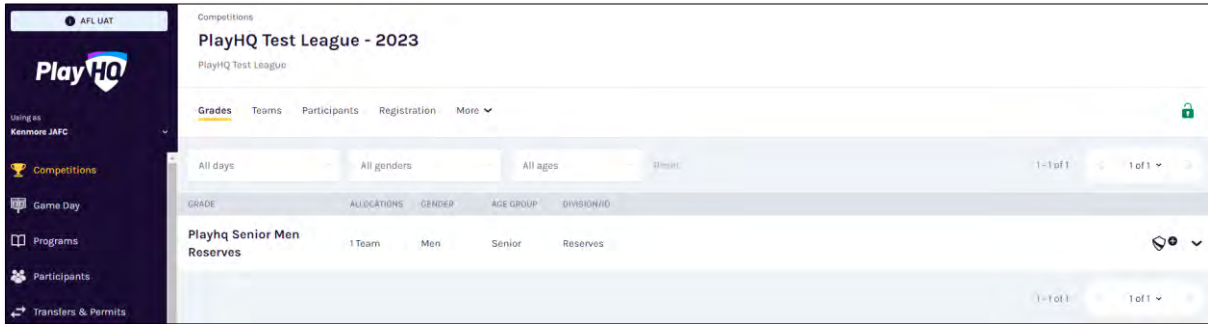 AFL UAT
PlayHQ
Using as
Kenmore JAFC
Competitions
Game Day
Programs
Participants
Transfers & Permits
Competitions
PlayHQ Test League - 2023
PlayHQ Test League
Grades Teams Participants Registration More
All days All genders All ages Reset 1-1 of 1 1 of 1
GRADE ALLOCATIONS GENDER AGE GROUP DIVISION/ID
Playhq Senior Men
Reserves
1 Team Men Senior Reserves
1-1 of 1 1 of 1